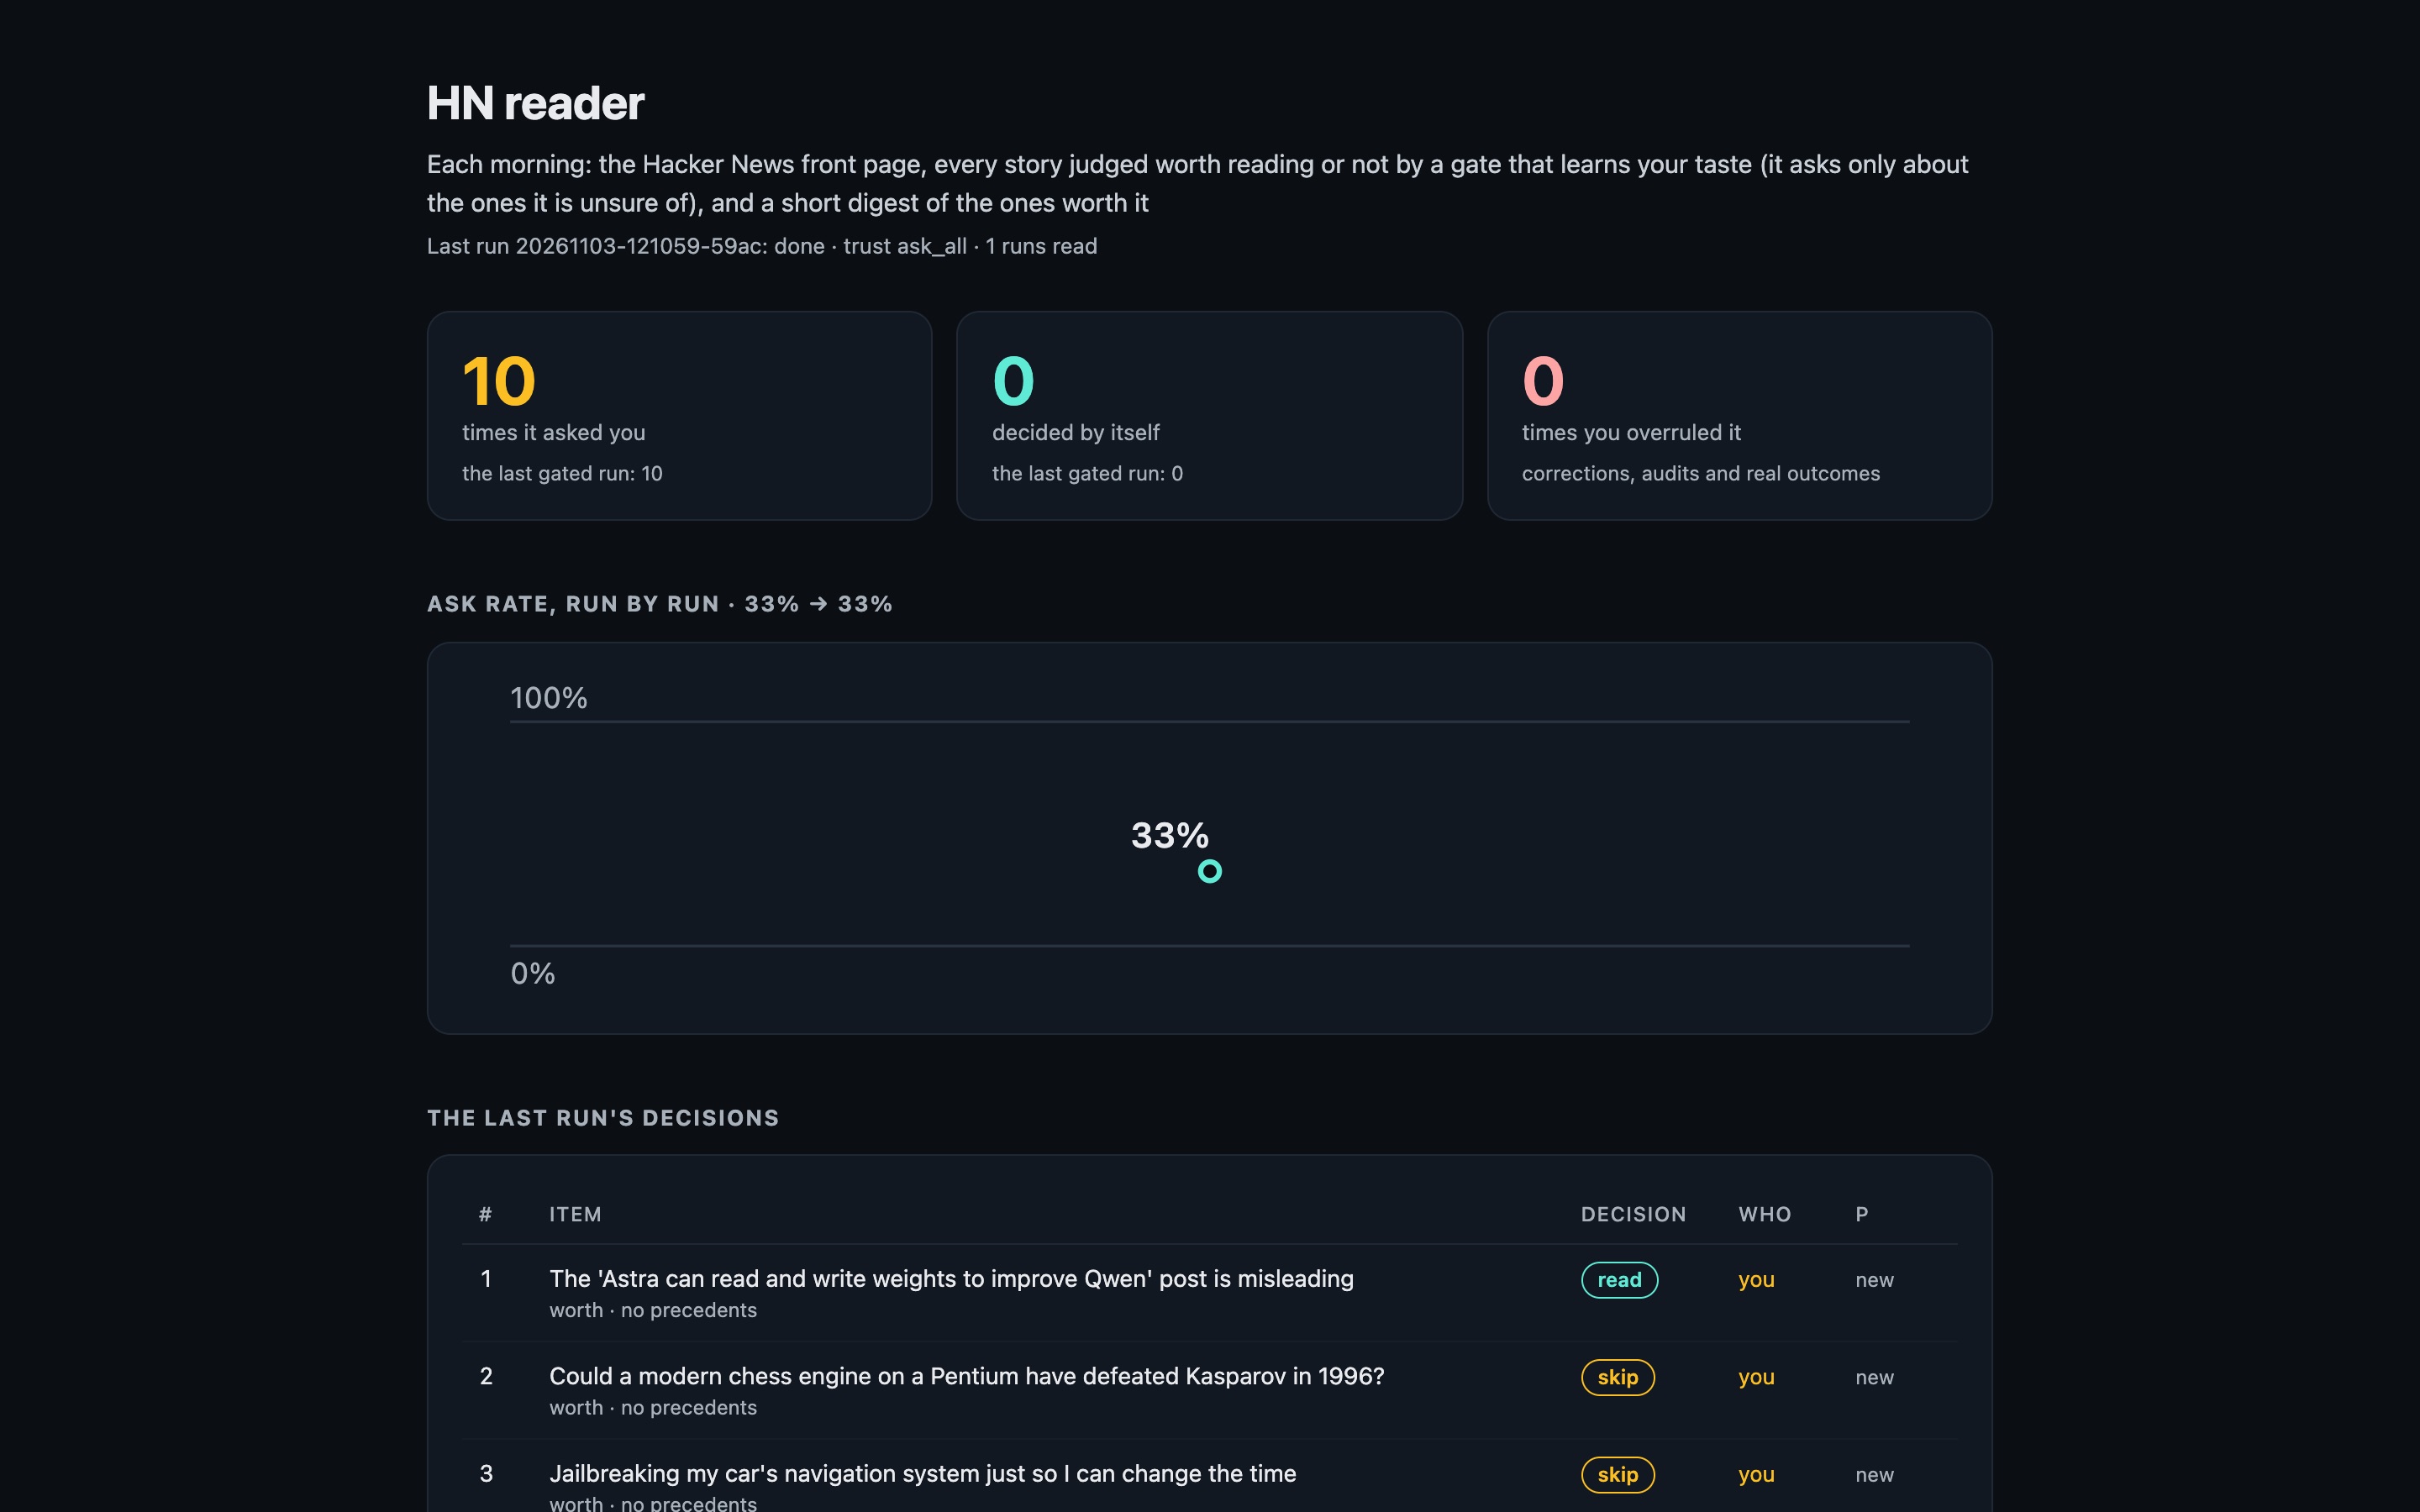 HN reader
Each morning: the Hacker News front page, every story judged worth reading or not by a gate that learns your taste (it asks only about
the ones it is unsure of), and a short digest of the ones worth it
Last run 20261103-121059-59ac: done · trust ask_all · 1 runs read
10
times it asked you
the last gated run: 10
0
decided by itself
the last gated run: 0
0
times you overruled it
corrections, audits and real outcomes
ASK RATE, RUN BY RUN · 33% → 33%
100%
33%
0%
THE LAST RUN'S DECISIONS
# ITEM DECISION WHO P
1 The 'Astra can read and write weights to improve Qwen' post is misleading read you new
worth · no precedents
2 Could a modern chess engine on a Pentium have defeated Kasparov in 1996? skip you new
worth · no precedents
3 Jailbreaking my car's navigation system just so I can change the time skip you new
worth · no precedents